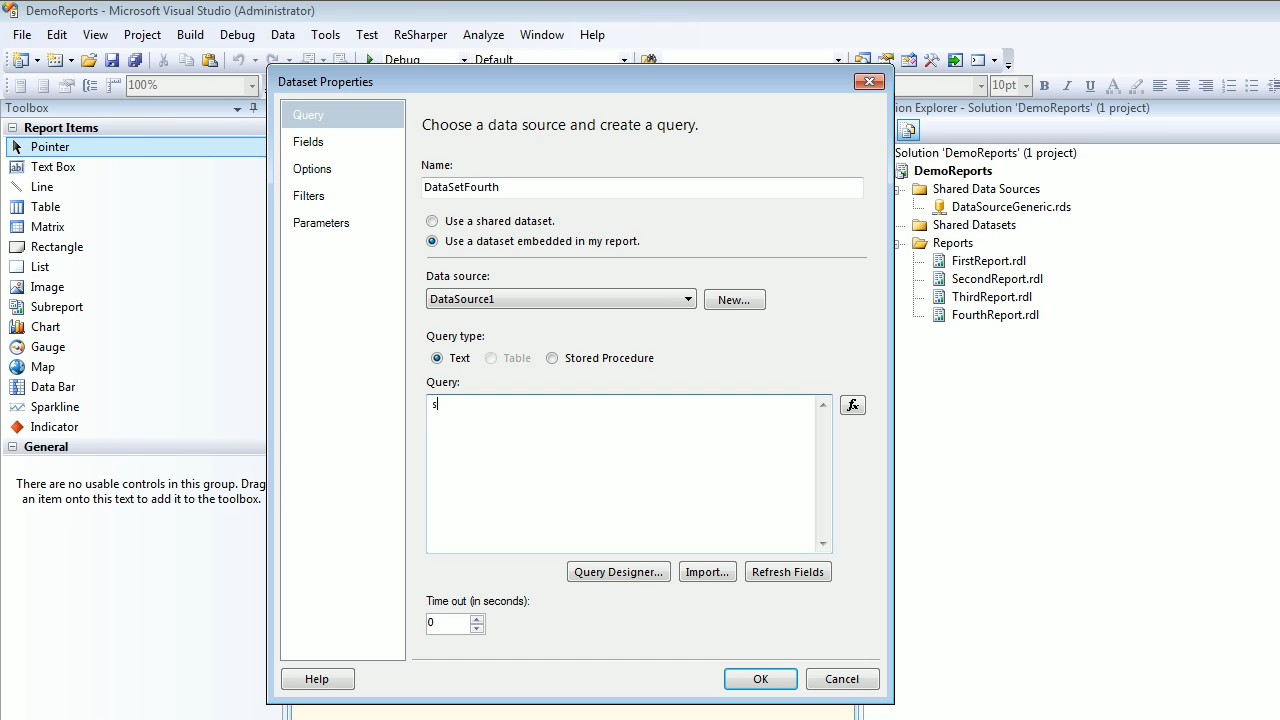 DemoReports - Microsoft Visual Studio (Administrator)
File Edit View Project Build Debug Data Tools Test ReSharper Analyze Window Help
Debug Default
100% 10pt B I U A
Toolbox
Report Items
Pointer
Text Box
Line
Table
Matrix
Rectangle
List
Image
Subreport
Chart
Gauge
Map
Data Bar
Sparkline
Indicator
General
There are no usable controls in this group. Drag
an item onto this text to add it to the toolbox.
Dataset Properties
Query
Fields
Options
Filters
Parameters
Choose a data source and create a query.
Name:
DataSetFourth
Use a shared dataset.
Use a dataset embedded in my report.
Data source:
DataSource1 New...
Query type:
Text Table Stored Procedure
Query:
s
fx
Query Designer... Import... Refresh Fields
Time out (in seconds):
0
Help OK Cancel
ion Explorer - Solution 'DemoReports' (1 project)
Solution 'DemoReports' (1 project)
DemoReports
Shared Data Sources
DataSourceGeneric.rds
Shared Datasets
Reports
FirstReport.rdl
SecondReport.rdl
ThirdReport.rdl
FourthReport.rdl